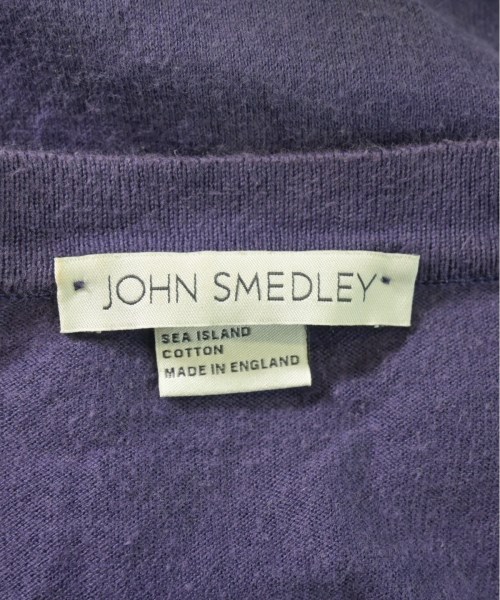 JOHN SMEDLEY
SEA ISLAND
COTTON
MADE IN ENGLAND